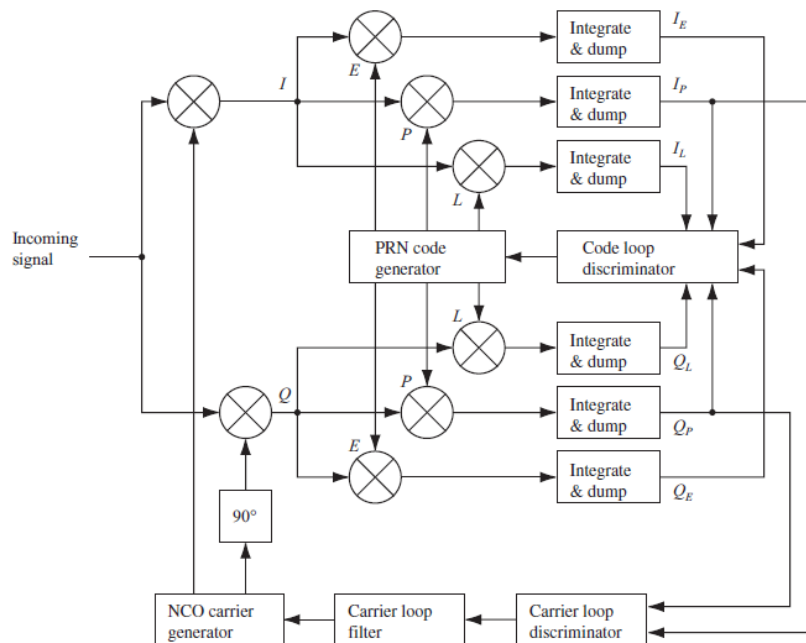 Integrate
& dump
I_E
E
I
Integrate
& dump
I_P
P
Integrate
& dump
I_L
L
Incoming
signal
PRN code
generator
Code loop
discriminator
L
Integrate
& dump
Q_L
P
Q
Integrate
& dump
Q_P
E
Integrate
& dump
Q_E
90°
NCO carrier
generator
Carrier loop
filter
Carrier loop
discriminator